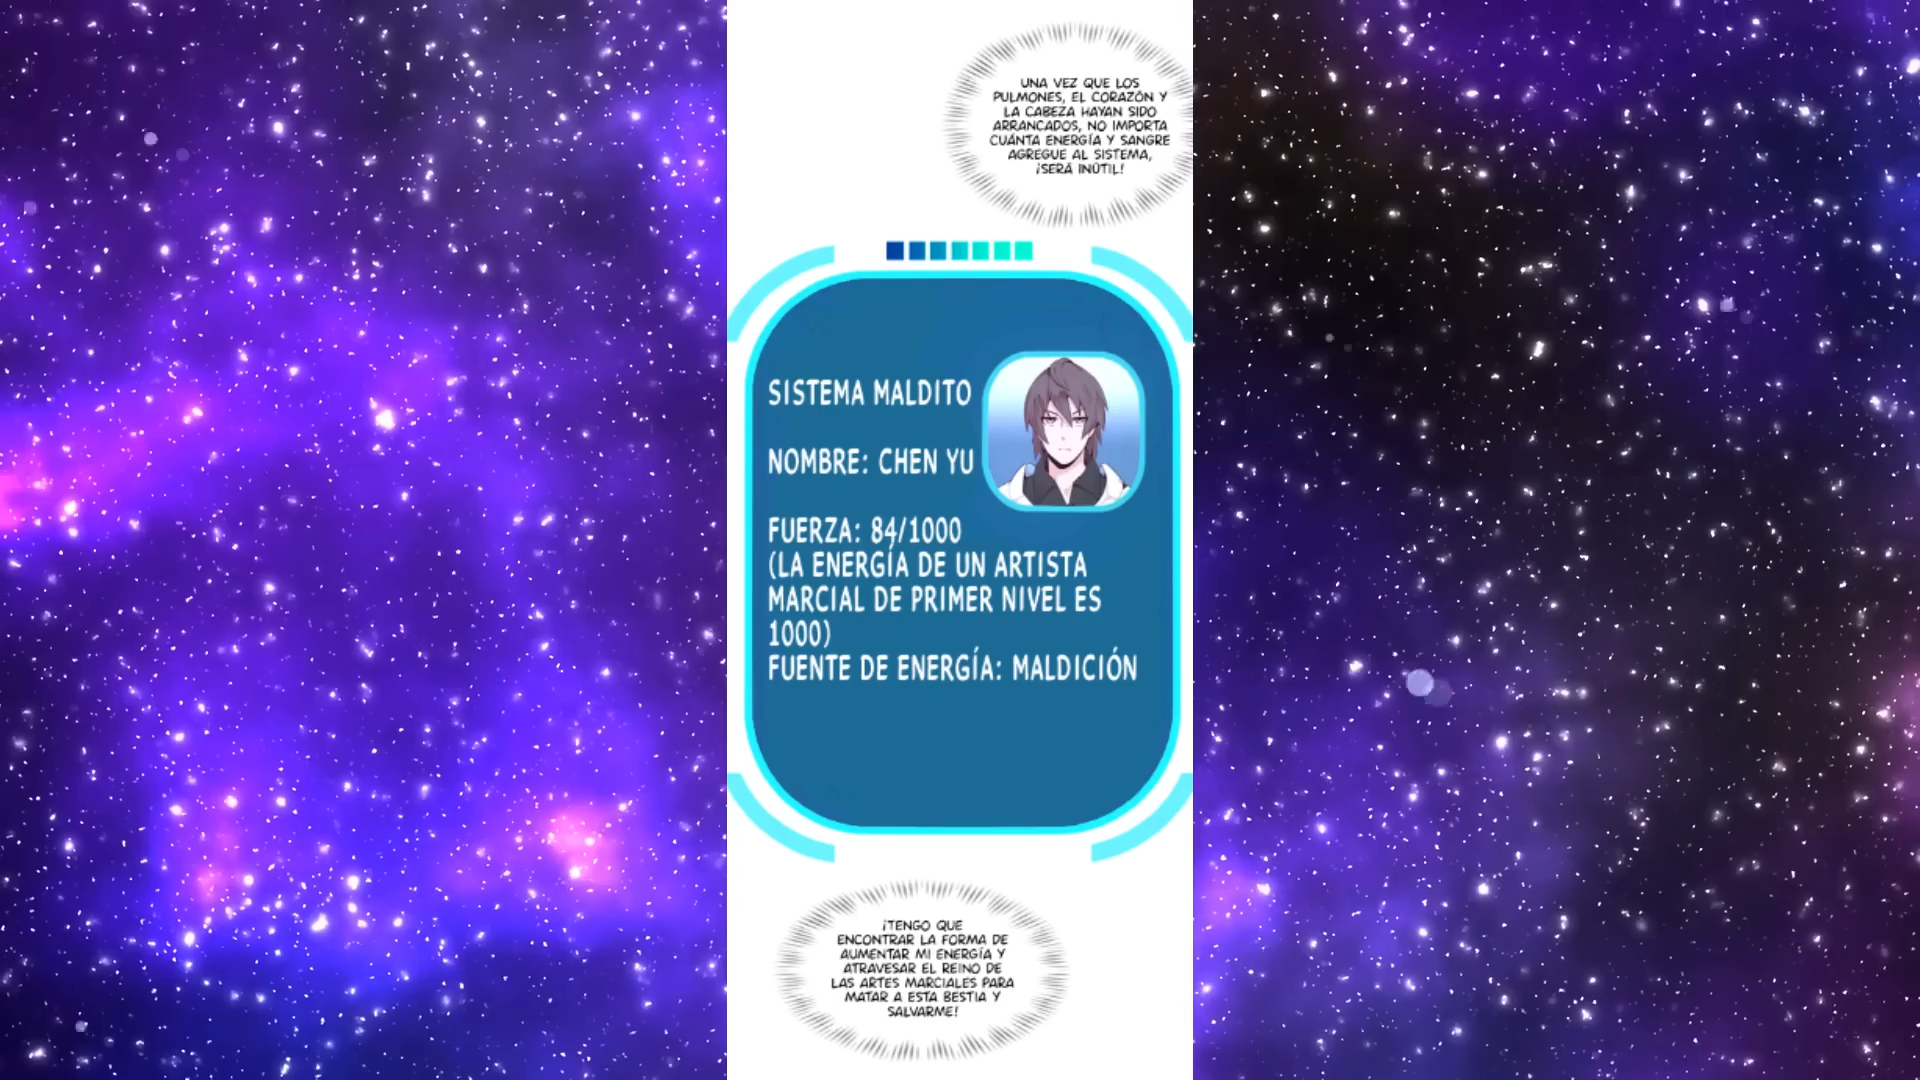 UNA VEZ QUE LOS
PULMONES, EL CORAZÓN Y
LA CABEZA HAYAN SIDO
ARRANCADOS, NO IMPORTA
CUÁNTA ENERGÍA Y SANGRE
AGREGUE AL SISTEMA,
¡SERÁ INÚTIL!
SISTEMA MALDITO
NOMBRE: CHEN YU
FUERZA: 84/1000
(LA ENERGÍA DE UN ARTISTA
MARCIAL DE PRIMER NIVEL ES
1000)
FUENTE DE ENERGÍA: MALDICIÓN
¡TENGO QUE
ENCONTRAR LA FORMA DE
AUMENTAR MI ENERGÍA Y
ATRAVESAR EL REINO DE
LAS ARTES MARCIALES PARA
MATAR A ESTA BESTIA Y
SALVARME!